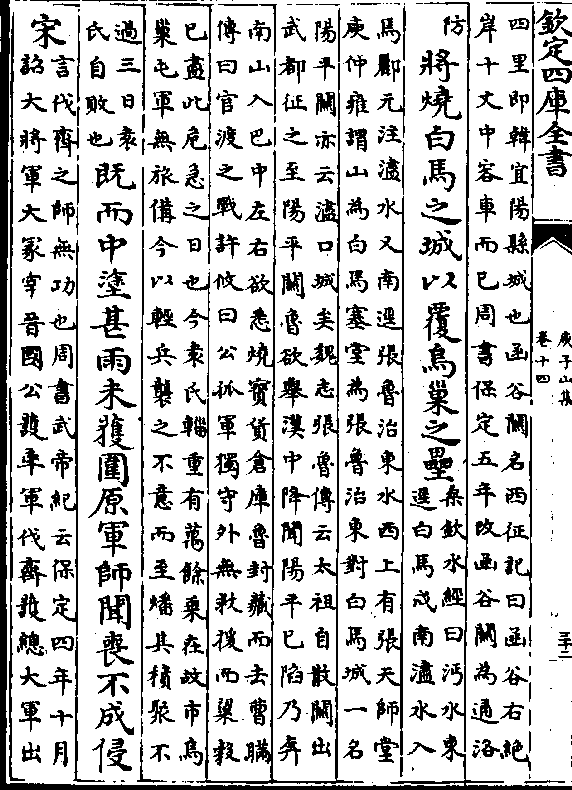 欽定四庫全書
庾子山集
卷十四
三十二
四里即韓宜陽縣城也函谷關名西征記曰函谷右絶
岸十丈中容車而已周書保定五年改函谷關為通洛
防
將燒白馬之城以覆烏巢之壘
桑欽水經曰沔水東
逕白馬戍南濜水入
馬酈元注濜水又南逕張魯治東水西上有張天師堂
庾仲雍謂山為白馬塞堂為張魯治東對白馬城一名
陽平關亦云濜口城矣魏志張魯傳云太祖自散關出
武都征之至陽平關魯欲舉漢中降聞陽平已陷乃奔
南山入巴中左右欲悉燒寳貨倉庫魯封藏而去曹瞞
傳曰官渡之戰許攸曰公孤軍獨守外無救援而糧穀
已盡此危急之日也今袁氏輜重有萬餘乗在故市烏
巢屯軍無旅備今以輕兵襲之不意而至燔其積聚不
過三日袁
氏自敗也
既而中塗甚雨未獲圍原軍師聞喪不成侵
宋
言伐齊之師無功也周書武帝紀云保定四年十月
詔大將軍大冢宰晉國公護率軍伐齊護總大軍出